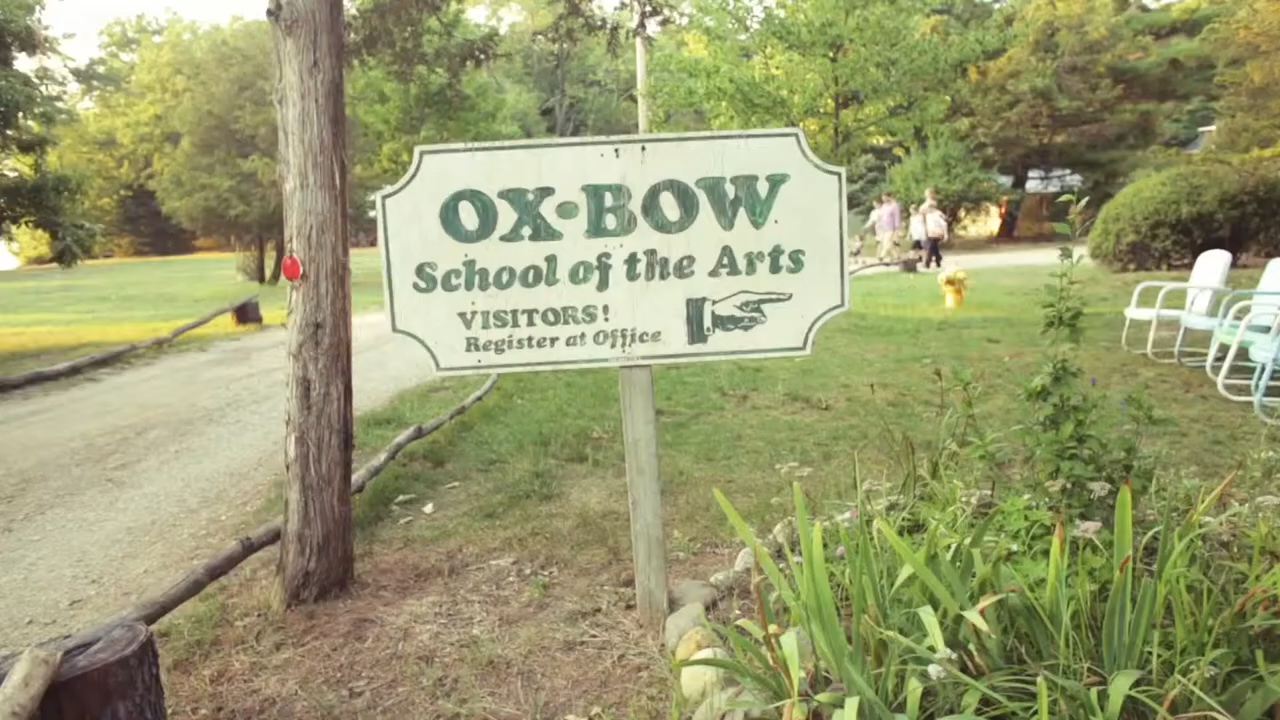 OX·BOW
School of the Arts
VISITORS!
Register at Office